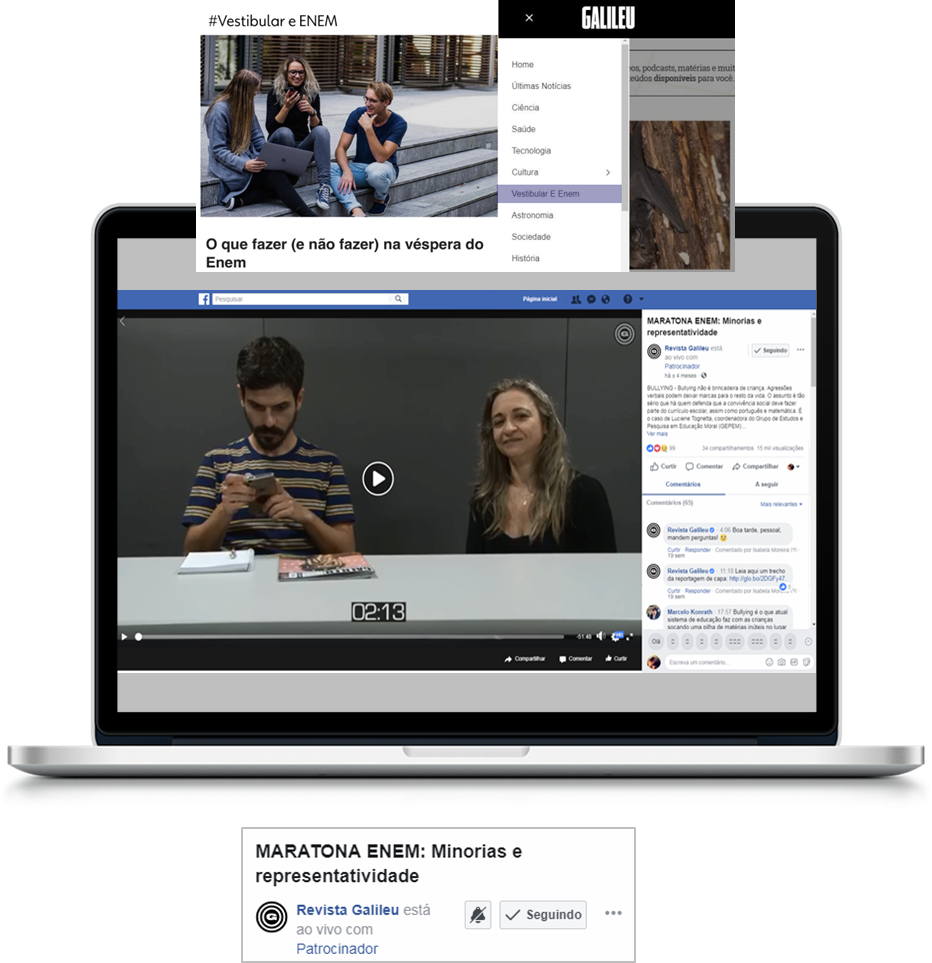 #Vestibular e ENEM
O que fazer (e não fazer) na véspera do
Enem
×
GALILEU
Home
Últimas Notícias
Ciência
Saúde
Tecnologia
Cultura
Vestibular E Enem
Astronomia
Sociedade
História
os, podcasts, matérias e muit
teúdos disponíveis para você.
Pesquisar
Página inicial
02:13
-51:48
Compartilhar
Comentar
Curtir
MARATONA ENEM: Minorias e
representatividade
Revista Galileu está
ao vivo com
Patrocinador
há ± 4 meses
Seguindo
BULLYING - Bullying não é brincadeira de criança. Agressões
verbais podem deixar marcas para o resto da vida. O assunto é tão
sério que há quem defenda que a convivência social deve fazer
parte do currículo escolar, assim como português e matemática. É
o caso de Luciene Tognetta, coordenadora do Grupo de Estudos e
Pesquisa em Educação Moral (GEPEM)...
Ver mais
99
34 compartilhamentos 15 mil visualizações
Curtir
Comentar
Compartilhar
Comentários
A seguir
Comentários (65)
Mais relevantes
Revista Galileu · 4:06 Boa tarde, pessoal,
mandem perguntas!
Curtir · Responder · Comentado por Isabela Moreira
19 sem
Revista Galileu · 11:19 Leia aqui um trecho
da reportagem de capa: http://glo.bo/2DGFy47.
3
Curtir · Responder · Comentado por Isabela
19 sem
Marcelo Konrath · 17:57 Bullying é o que atual
sistema de educação faz com as crianças
socando uma pilha de matérias inúteis no lugar
Olá
Escreva um comentário...
MARATONA ENEM: Minorias e
representatividade
Revista Galileu está
ao vivo com
Patrocinador
Seguindo